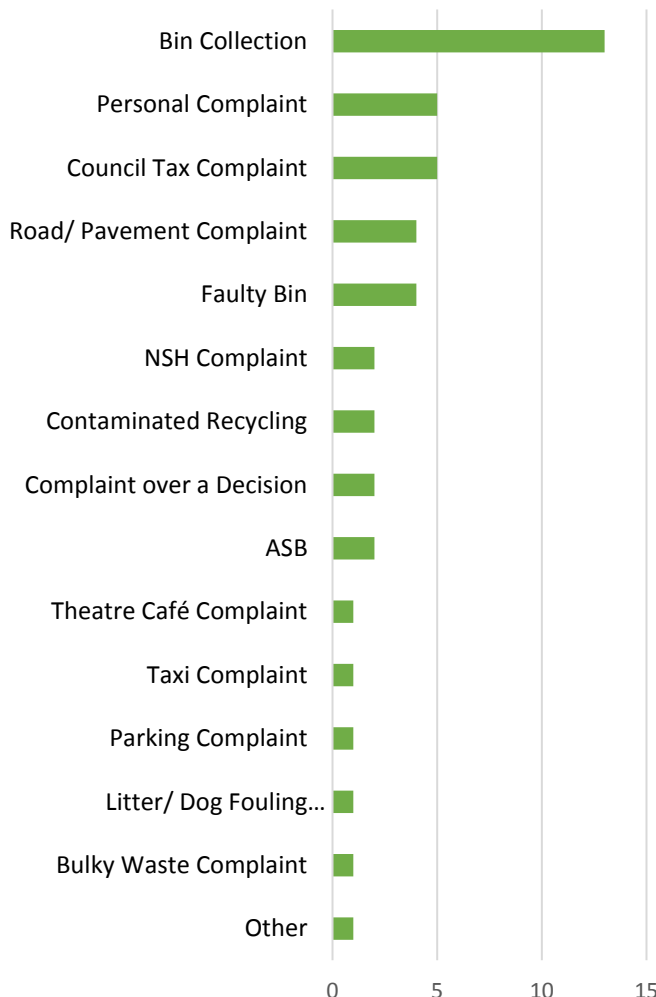 Bin Collection
Personal Complaint
Council Tax Complaint
Road/ Pavement Complaint
Faulty Bin
NSH Complaint
Contaminated Recycling
Complaint over a Decision
ASB
Theatre Café Complaint
Taxi Complaint
Parking Complaint
Litter/ Dog Fouling...
Bulky Waste Complaint
Other
0 5 10 15